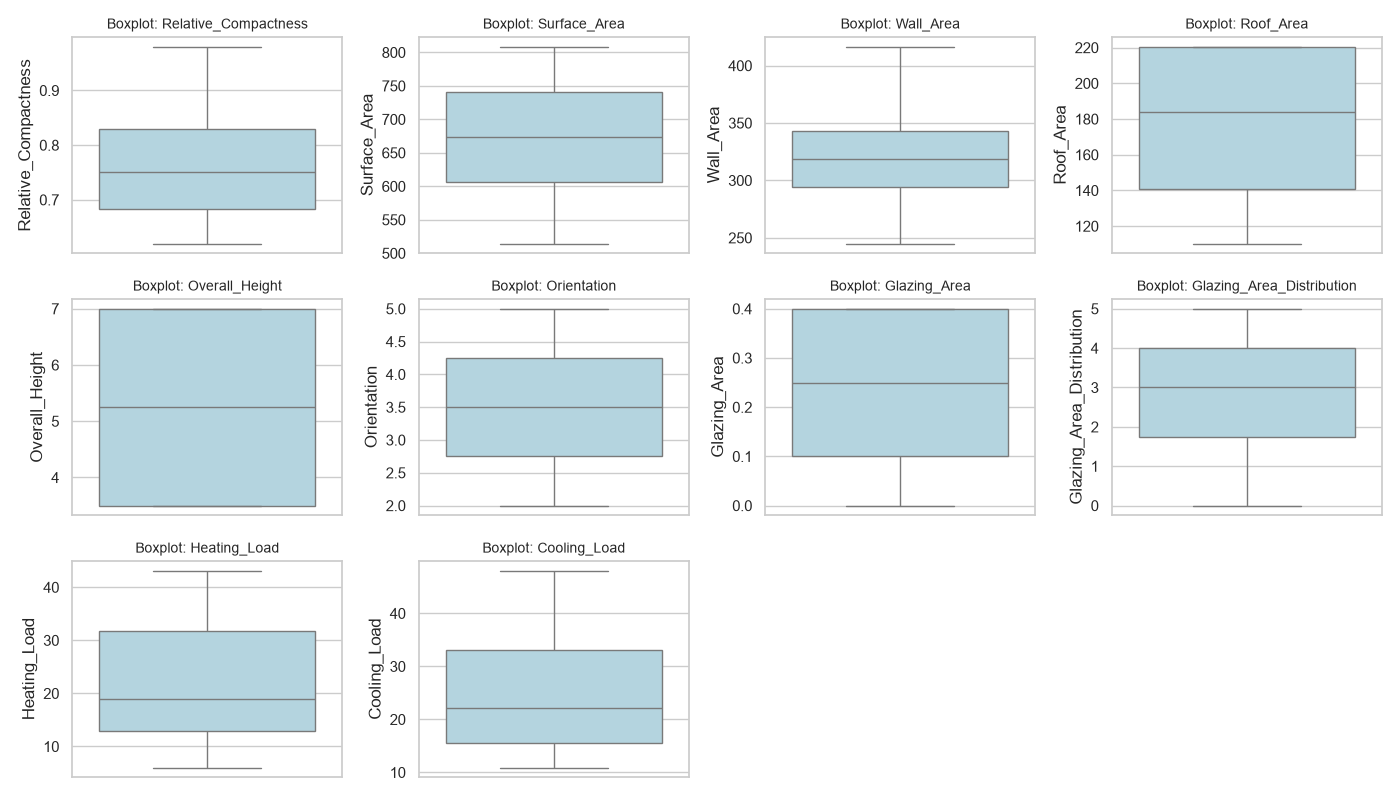 Boxplot: Relative_Compactness
Relative_Compactness
0.9
0.8
0.7
Boxplot: Surface_Area
Surface_Area
800
750
700
650
600
550
500
Boxplot: Wall_Area
Wall_Area
400
350
300
250
Boxplot: Roof_Area
Roof_Area
220
200
180
160
140
120
Boxplot: Overall_Height
Overall_Height
7
6
5
4
Boxplot: Orientation
Orientation
5.0
4.5
4.0
3.5
3.0
2.5
2.0
Boxplot: Glazing_Area
Glazing_Area
0.4
0.3
0.2
0.1
0.0
Boxplot: Glazing_Area_Distribution
Glazing_Area_Distribution
5
4
3
2
1
0
Boxplot: Heating_Load
Heating_Load
40
30
20
10
Boxplot: Cooling_Load
Cooling_Load
40
30
20
10